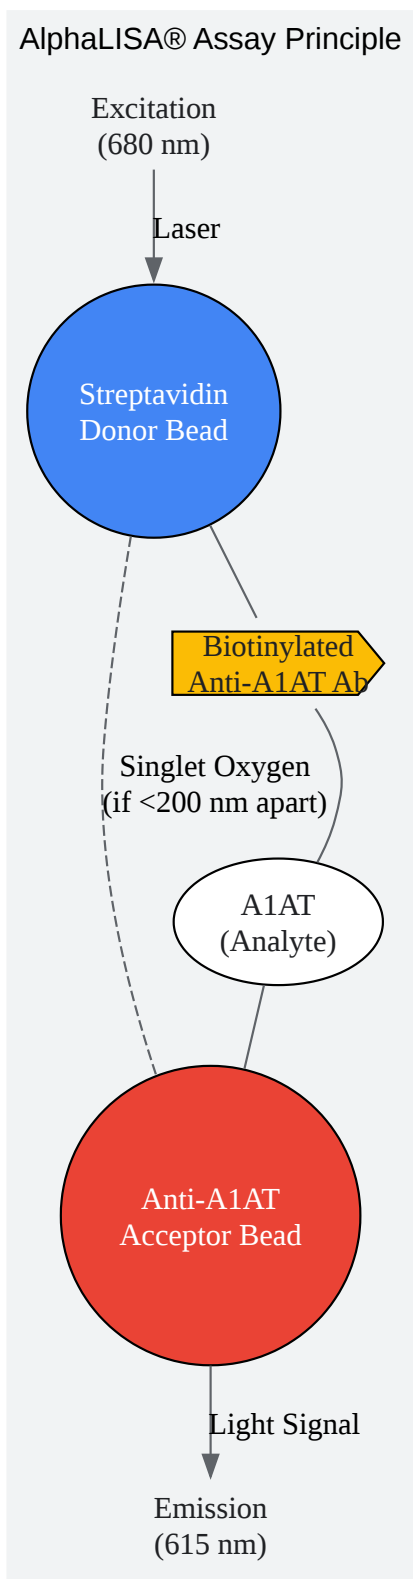 AlphaLISA® Assay Principle
Excitation
(680 nm)
Laser
Streptavidin
Donor Bead
Biotinylated
Anti-A1AT Ab
Singlet Oxygen
(if <200 nm apart)
A1AT
(Analyte)
Anti-A1AT
Acceptor Bead
Light Signal
Emission
(615 nm)